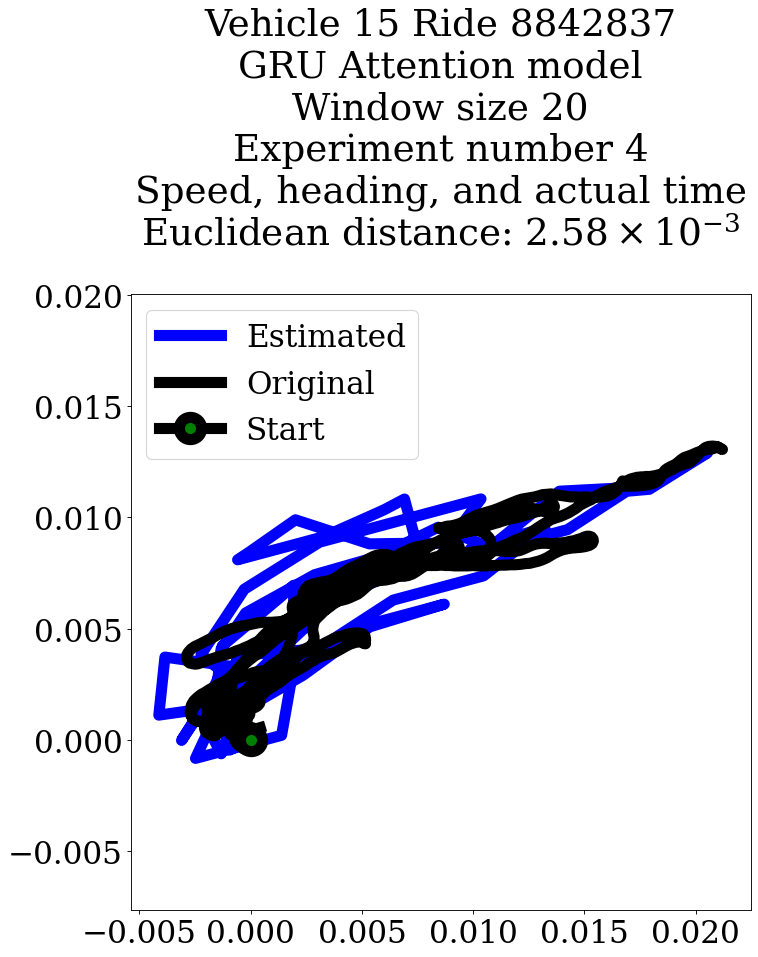 Vehicle 15 Ride 8842837
GRU Attention model
Window size 20
Experiment number 4
Speed, heading, and actual time
Euclidean distance: 2.58 × 10⁻³
0.020
0.015
0.010
0.005
0.000
−0.005
Estimated
Original
Start
−0.005 0.000 0.005 0.010 0.015 0.020